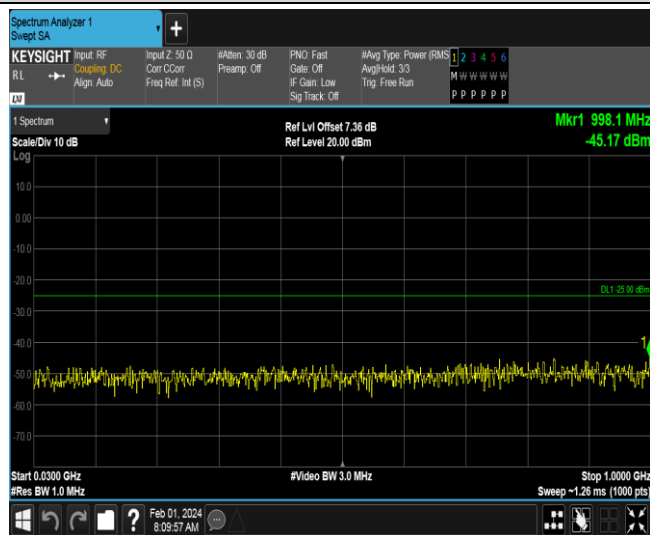 Spectrum Analyzer 1
Swept SA
+
KEYSIGHT
RL
LXI
Input: RF
Coupling: DC
Align: Auto
Input Z: 50 Ω
Corr CCorr
Freq Ref: Int (S)
#Atten: 30 dB
Preamp: Off
PNO: Fast
Gate: Off
IF Gain: Low
Sig Track: Off
#Avg Type: Power (RMS
Avg|Hold: 3/3
Trig: Free Run
1 2 3 4 5 6
M W W W W W
P P P P P P
1 Spectrum
Scale/Div 10 dB
Log
Ref Lvl Offset 7.36 dB
Ref Level 20.00 dBm
Mkr1 998.1 MHz
-45.17 dBm
10.0
0.00
-10.0
-20.0
DL1 -25.00 dBm
-30.0
-40.0
1
-50.0
-60.0
-70.0
Start 0.0300 GHz
#Res BW 1.0 MHz
#Video BW 3.0 MHz
Stop 1.0000 GHz
Sweep ~1.26 ms (1000 pts)
?
Feb 01, 2024
8:09:57 AM